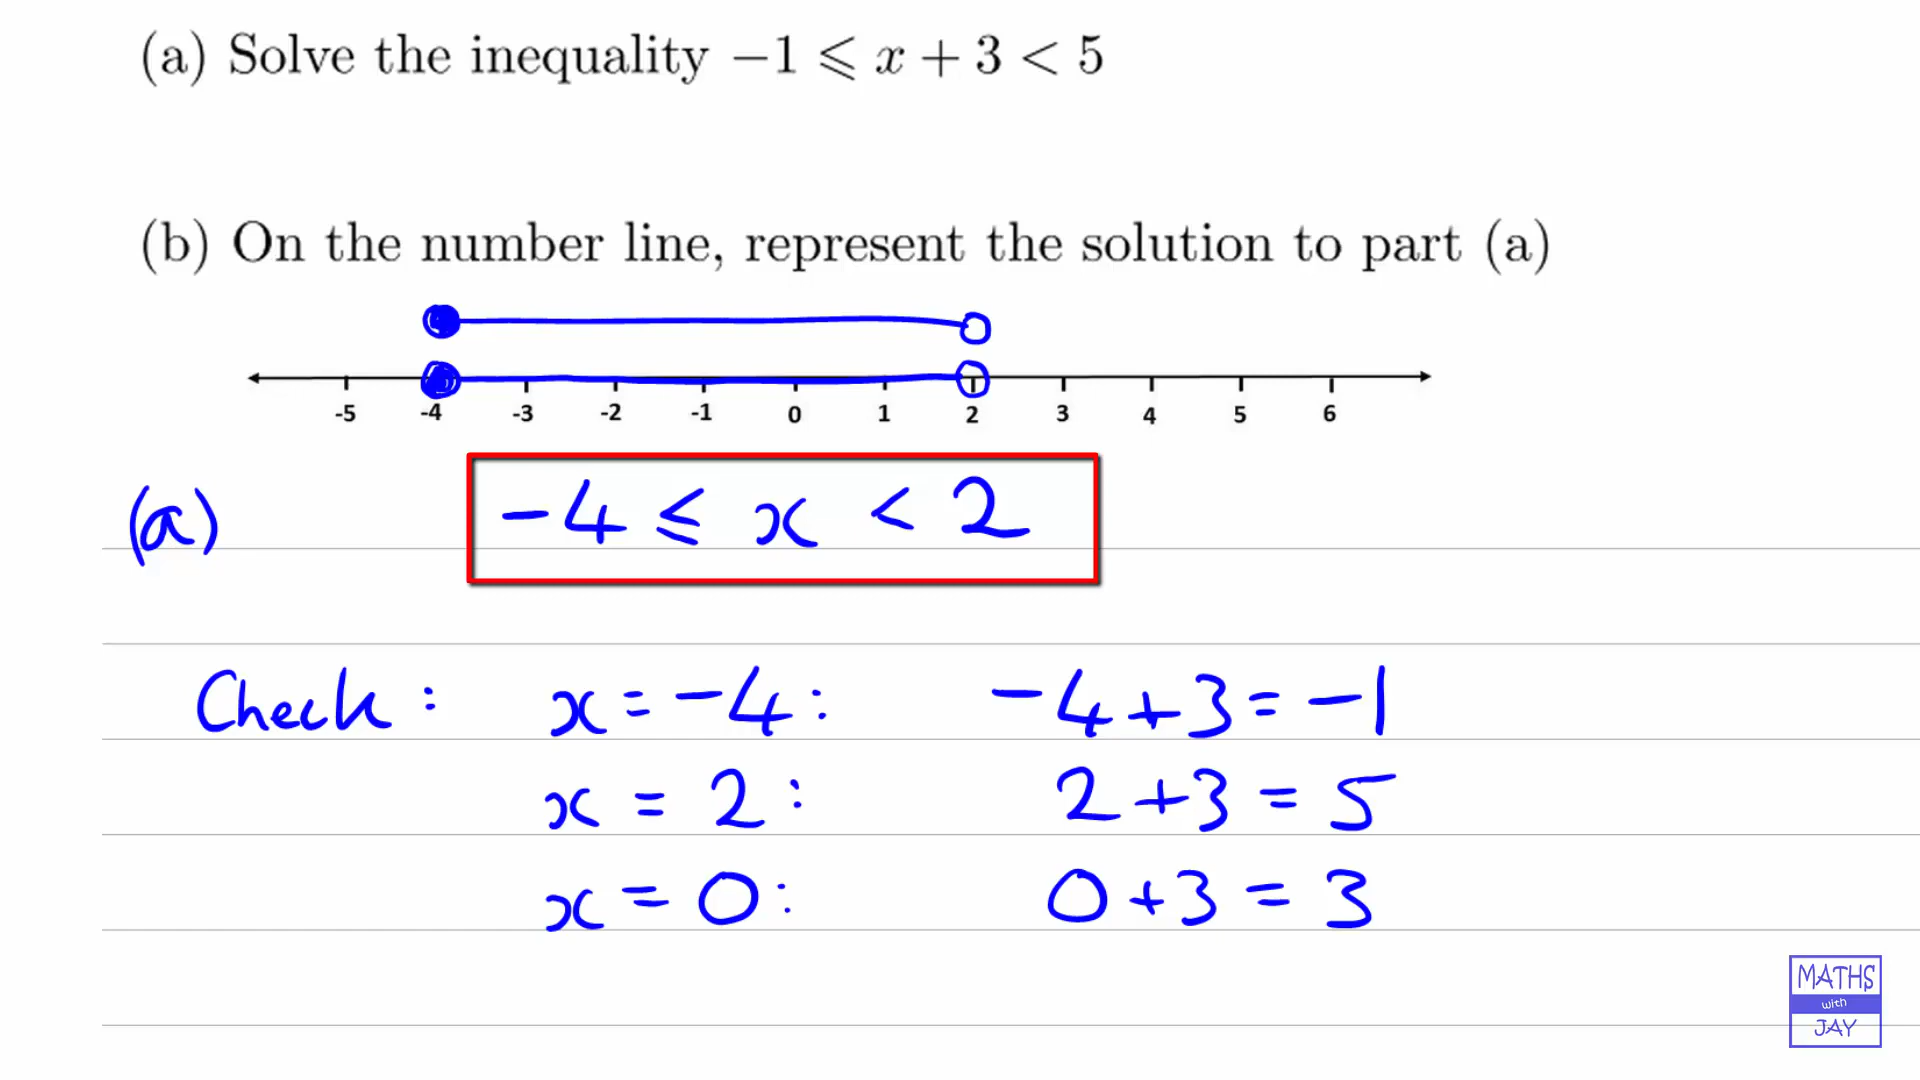 (a) Solve the inequality −1 ⩽ x + 3 < 5
(b) On the number line, represent the solution to part (a)
-5 -4 -3 -2 -1 0 1 2 3 4 5 6
(a) -4 ≤ x < 2
Check: x = -4: -4+3 = -1
x = 2: 2+3 = 5
x = 0: 0+3 = 3
MATHS
with
JAY